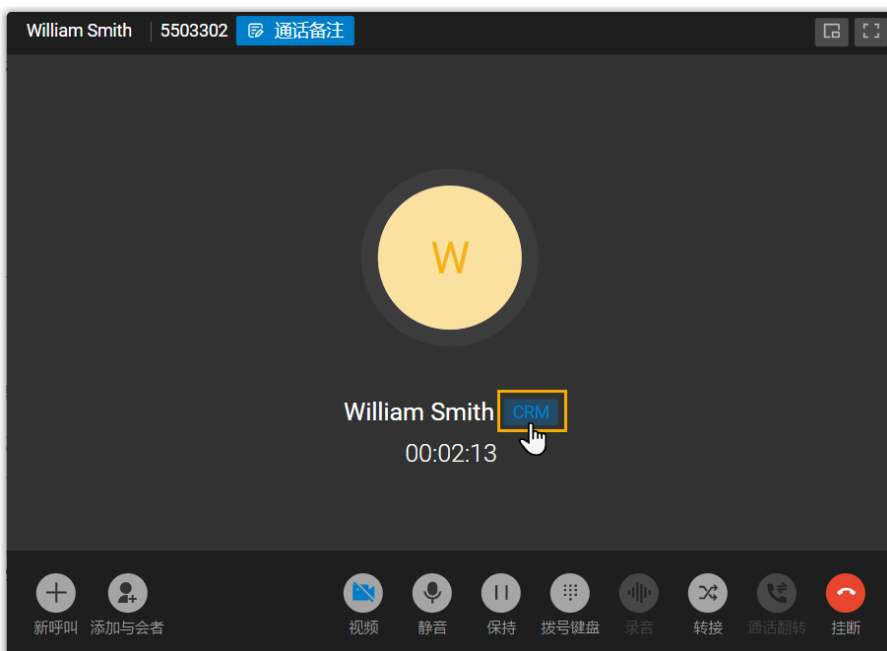 William Smith 5503302 通话备注
W
William Smith CRM
00:02:13
新呼叫 添加与会者 视频 静音 保持 拨号键盘 录音 转接 通话翻转 挂断